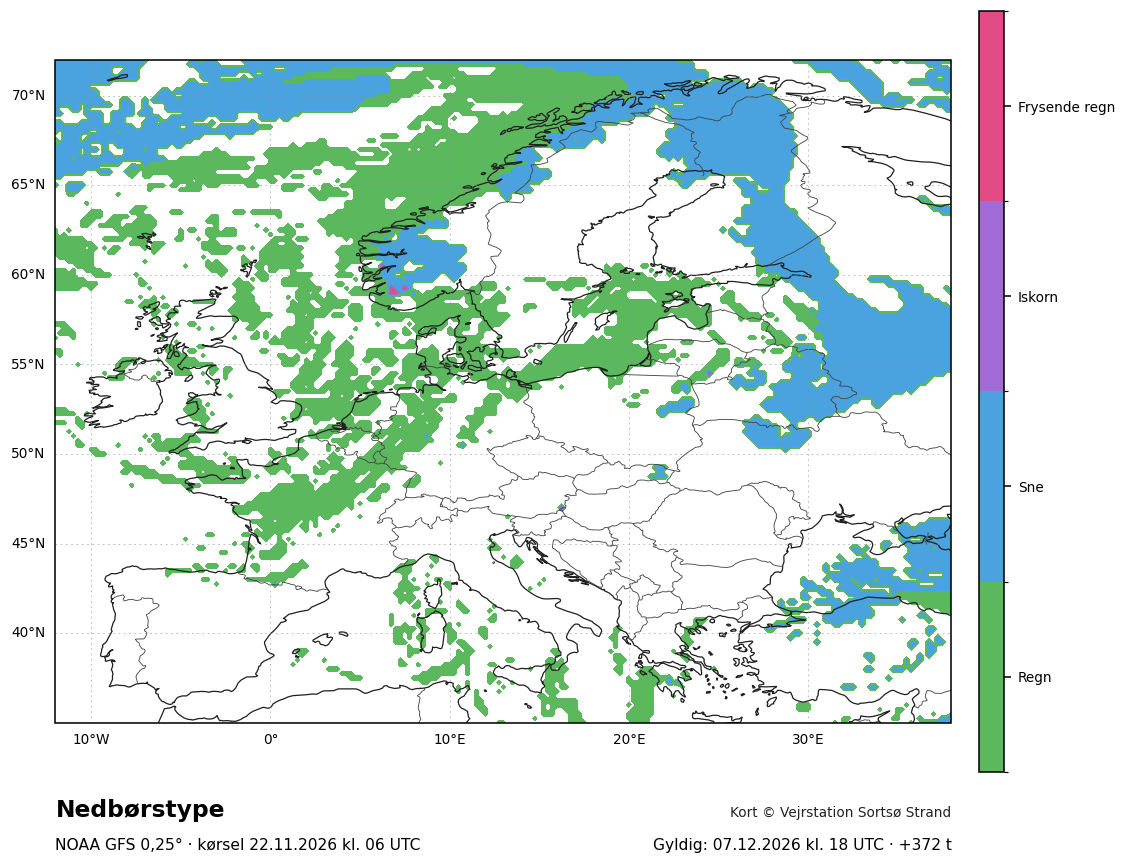 70°N
65°N
60°N
55°N
50°N
45°N
40°N
10°W
0°
10°E
20°E
30°E
Frysende regn
Iskorn
Sne
Regn
Nedbørstype
Kort © Vejrstation Sortsø Strand
NOAA GFS 0,25° · kørsel 22.11.2026 kl. 06 UTC
Gyldig: 07.12.2026 kl. 18 UTC · +372 t